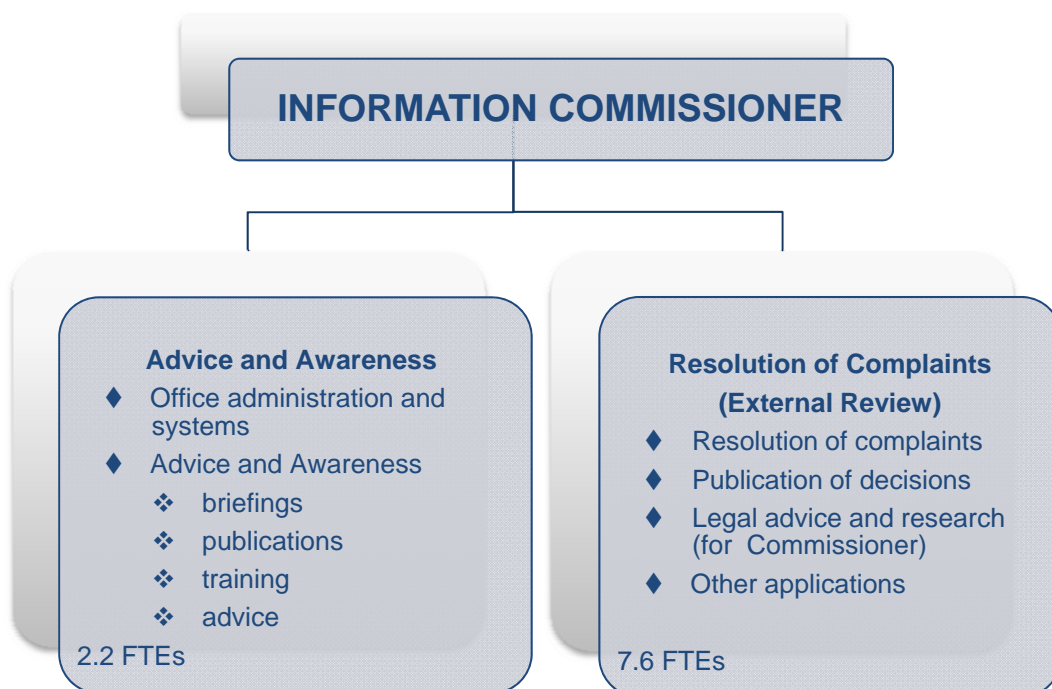 INFORMATION COMMISSIONER
Advice and Awareness
♦ Office administration and
systems
♦ Advice and Awareness
❖ briefings
❖ publications
❖ training
❖ advice
2.2 FTEs
Resolution of Complaints
(External Review)
♦ Resolution of complaints
♦ Publication of decisions
♦ Legal advice and research
(for Commissioner)
♦ Other applications
7.6 FTEs